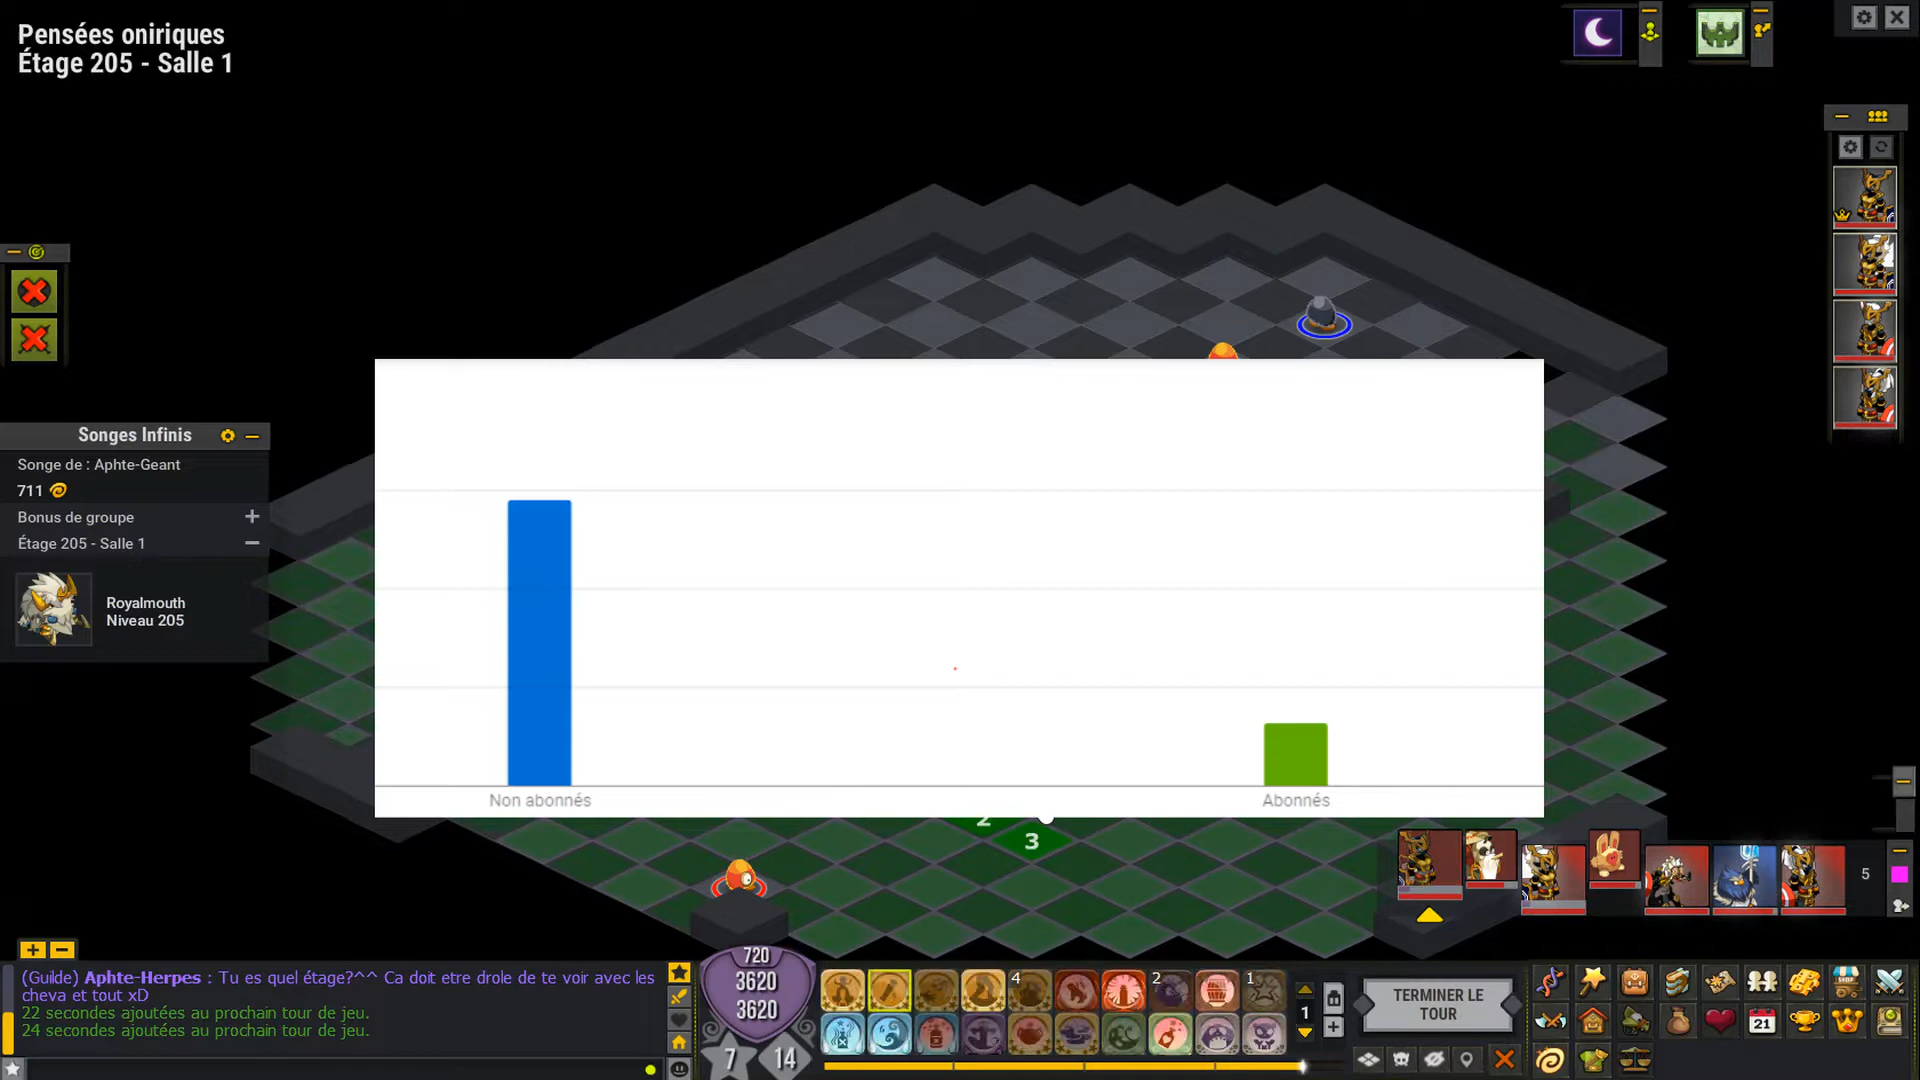 Pensées oniriques
Étage 205 - Salle 1
Songes Infinis
Songe de : Aphte-Geant
711
Bonus de groupe
Étage 205 - Salle 1
Royalmouth
Niveau 205
Non abonnés
Abonnés
2
3
5
(Guilde) Aphte-Herpes : Tu es quel étage?^^ Ca doit etre drole de te voir avec les
cheva et tout xD
22 secondes ajoutées au prochain tour de jeu.
24 secondes ajoutées au prochain tour de jeu.
720
3620
3620
7
14
4
2
1
1
TERMINER LE
TOUR
SHOP
21